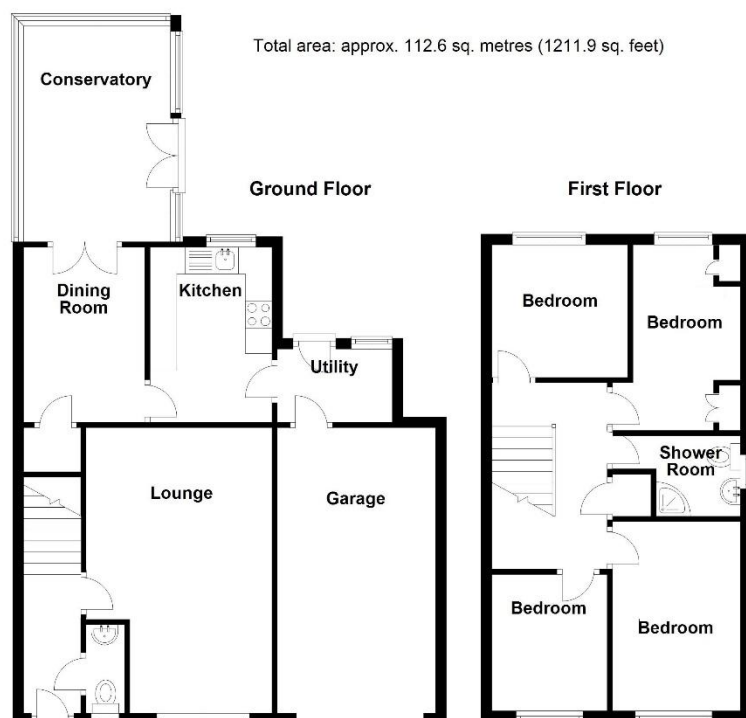 Total area: approx. 112.6 sq. metres (1211.9 sq. feet)
Conservatory
Ground Floor
First Floor
Dining
Room
Kitchen
Utility
Lounge
Garage
Bedroom
Bedroom
Shower
Room
Bedroom
Bedroom